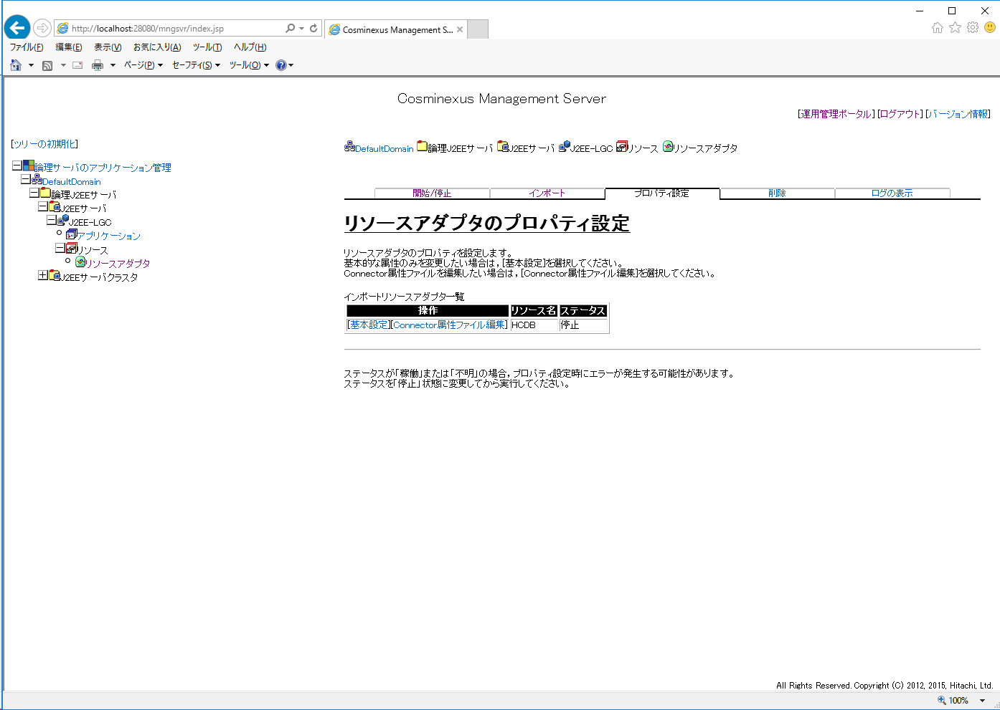 http://localhost:28080/mngsvr/index.jsp
Cosminexus Management S...
ファイル(F) 編集(E) 表示(V) お気に入り(A) ツール(T) ヘルプ(H)
ページ(P) セーフティ(S) ツール(O)
Cosminexus Management Server
[運用管理ポータル] [ログアウト] [バージョン情報]
[ツリーの初期化]
論理サーバのアプリケーション管理
DefaultDomain
論理J2EEサーバ
J2EEサーバ
J2EE-LGC
アプリケーション
リソース
リソースアダプタ
J2EEサーバクラスタ
DefaultDomain 論理J2EEサーバ J2EEサーバ J2EE-LGC リソース リソースアダプタ
開始/停止 インポート プロパティ設定 削除 ログの表示
リソースアダプタのプロパティ設定
リソースアダプタのプロパティを設定します。
基本的な属性のみを変更したい場合は，[基本設定]を選択してください。
Connector属性ファイルを編集したい場合は，[Connector属性ファイル編集]を選択してください。
インポートリソースアダプタ一覧
操作 リソース名 ステータス
[基本設定][Connector属性ファイル編集] HCDB 停止
ステータスが「稼働」または「不明」の場合，プロパティ設定時にエラーが発生する可能性があります。
ステータスを「停止」状態に変更してから実行してください。
All Rights Reserved. Copyright (C) 2012, 2015, Hitachi, Ltd.
100%